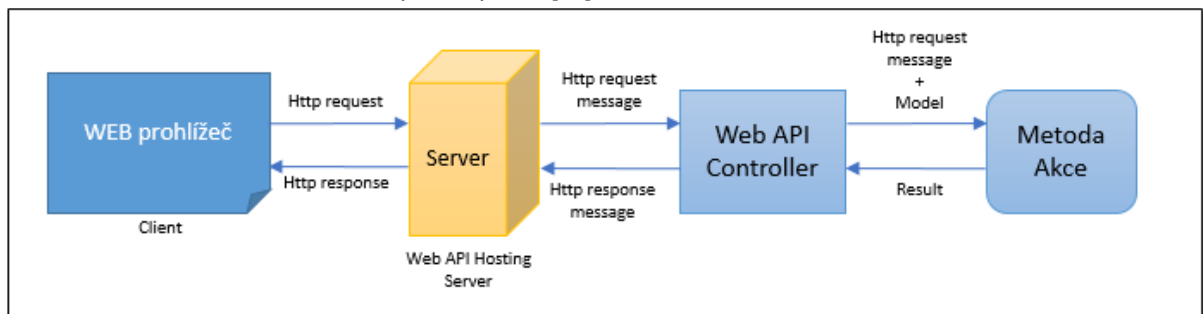 WEB prohlížeč
Client
Http request
Http response
Server
Web API Hosting
Server
Http request
message
Http response
message
Web API
Controller
Http request
message
+
Model
Result
Metoda
Akce